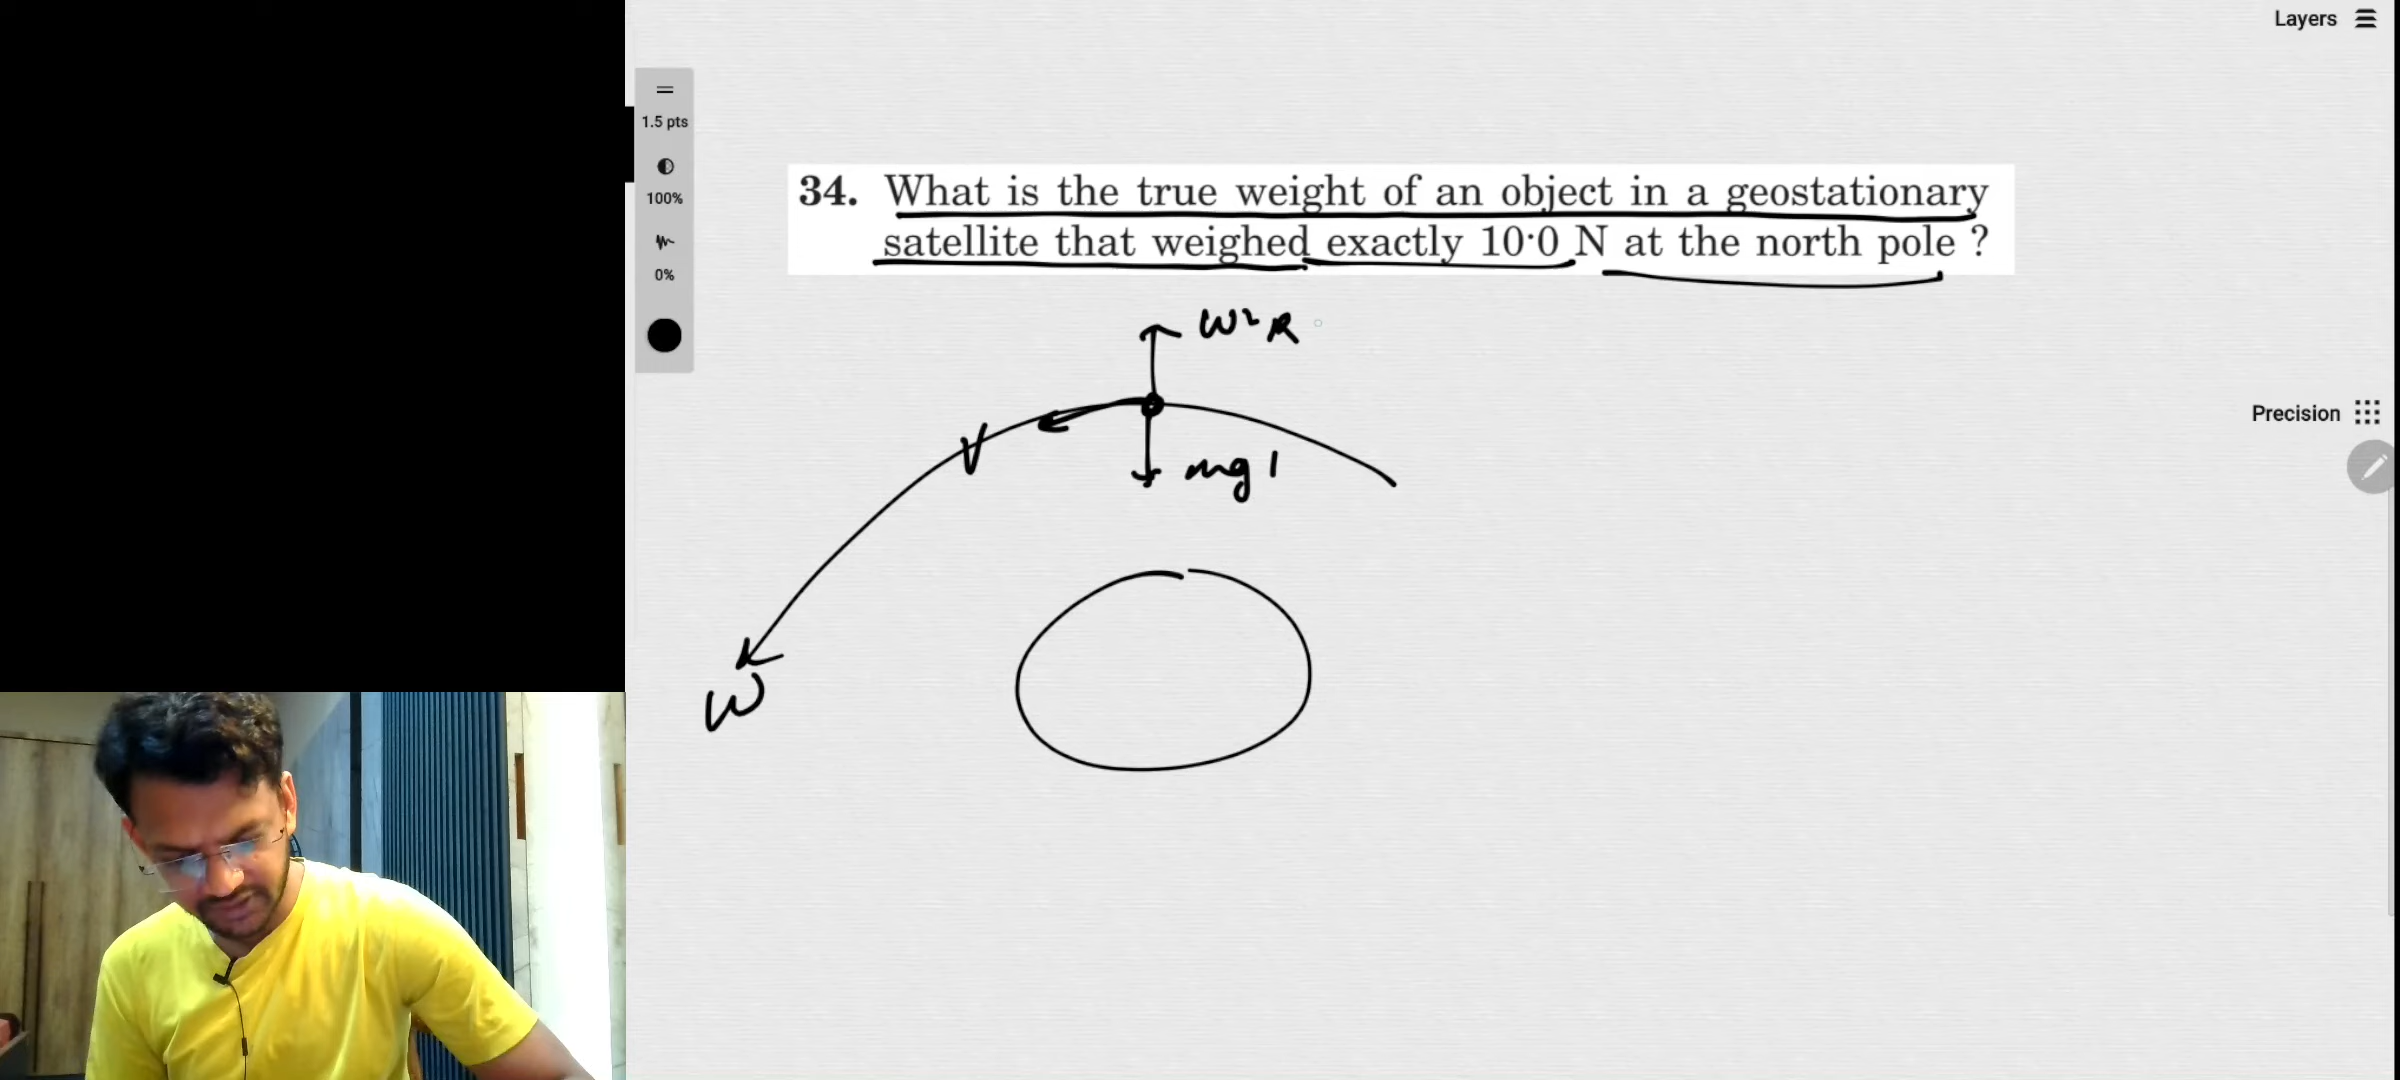 Layers
1.5 pts
100%
0%
34. What is the true weight of an object in a geostationary
satellite that weighed exactly 10·0 N at the north pole ?
Precision
ω²R
V
mg'
ω